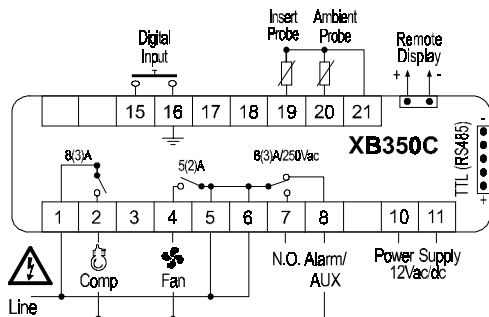 Insert Probe
Ambient Probe
Digital Input
Remote Display
+ -
15 16 17 18 19 20 21
XB350C
TTL (RS485)
-
+
8(3)A
5(2)A
8(3)A/250Vac
1 2 3 4 5 6 7 8 10 11
Comp
Fan
N.O. Alarm/
AUX
Power Supply
12Vac/dc
Line